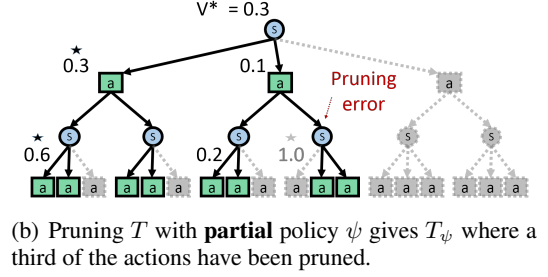 V* = 0.3
s
★
0.3
a
0.1
a
Pruning
error
a
★
0.6
s
s
0.2
s
★
1.0
s
s
s
a a a a a a a a a a a a a a a a a a
(b) Pruning T with partial policy ψ gives Tψ where a
third of the actions have been pruned.